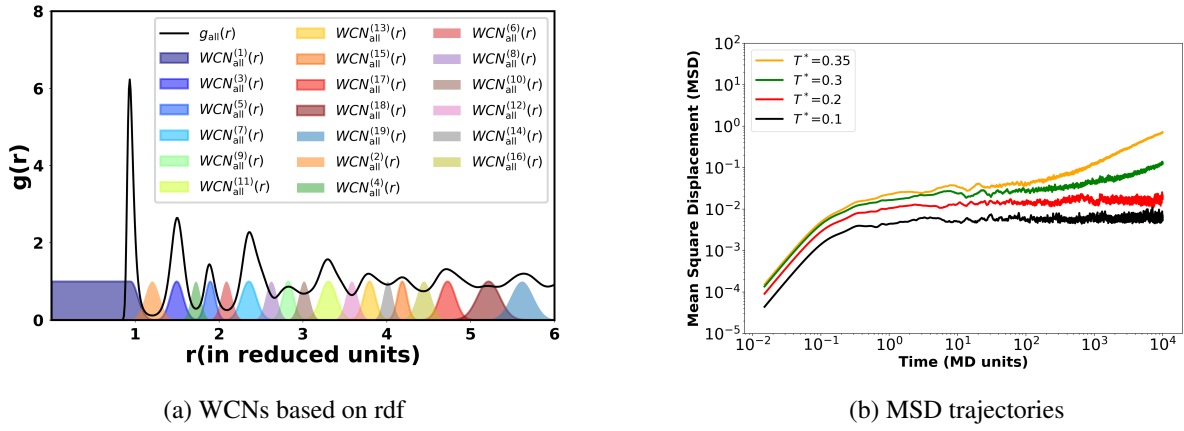 8
6
4
2
0
g(r)
1
2
3
4
5
6
r(in reduced units)
g_all(r)
WCN_all^(1)(r)
WCN_all^(3)(r)
WCN_all^(5)(r)
WCN_all^(7)(r)
WCN_all^(9)(r)
WCN_all^(11)(r)
WCN_all^(13)(r)
WCN_all^(15)(r)
WCN_all^(17)(r)
WCN_all^(18)(r)
WCN_all^(19)(r)
WCN_all^(2)(r)
WCN_all^(4)(r)
WCN_all^(6)(r)
WCN_all^(8)(r)
WCN_all^(10)(r)
WCN_all^(12)(r)
WCN_all^(14)(r)
WCN_all^(16)(r)
(a) WCNs based on rdf
Mean Square Displacement (MSD)
10^2
10^1
10^0
10^−1
10^−2
10^−3
10^−4
10^−5
T*=0.35
T*=0.3
T*=0.2
T*=0.1
10^−2
10^−1
10^0
10^1
10^2
10^3
10^4
Time (MD units)
(b) MSD trajectories